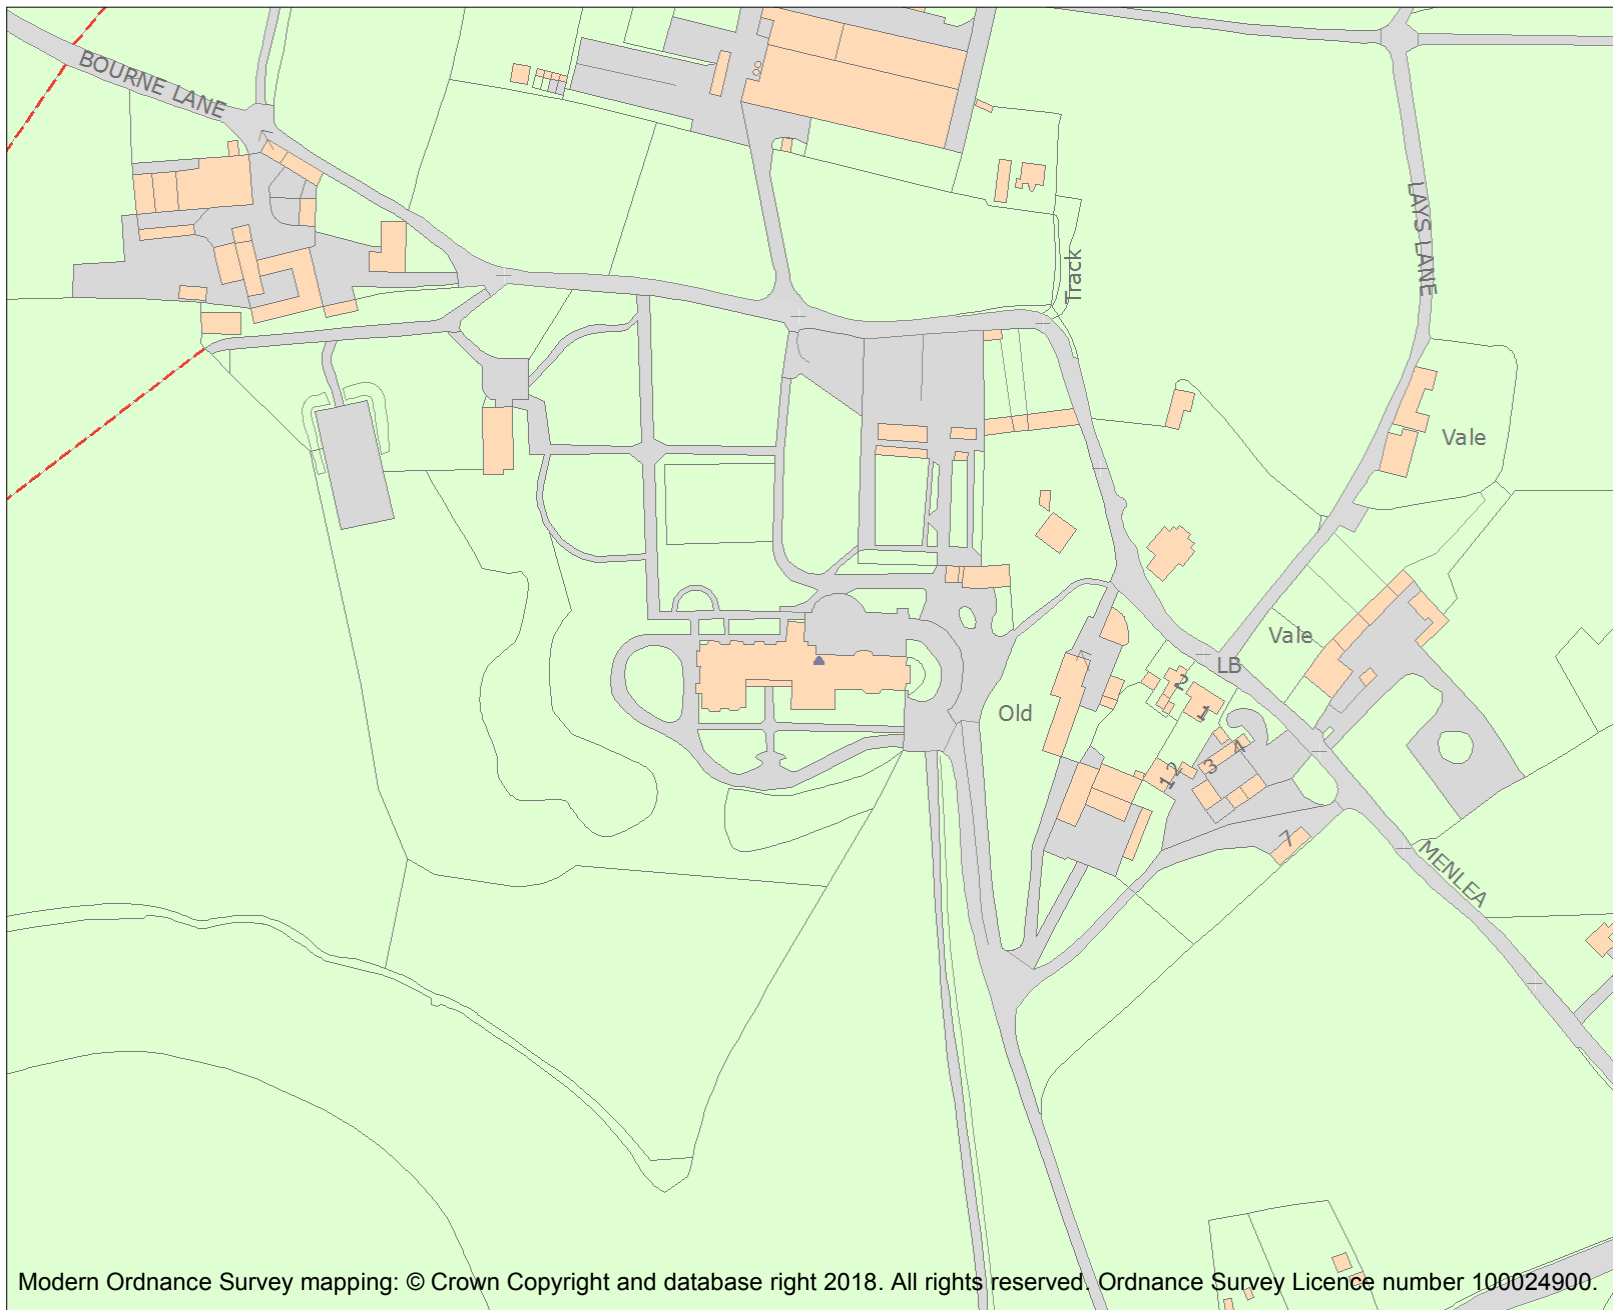 BOURNE LANE
LAYS LANE
Track
Vale
Vale
LB
2
1
Old
4
3
2
1
7
MENLEA
Modern Ordnance Survey mapping: © Crown Copyright and database right 2018. All rights reserved. Ordnance Survey Licence number 100024900.